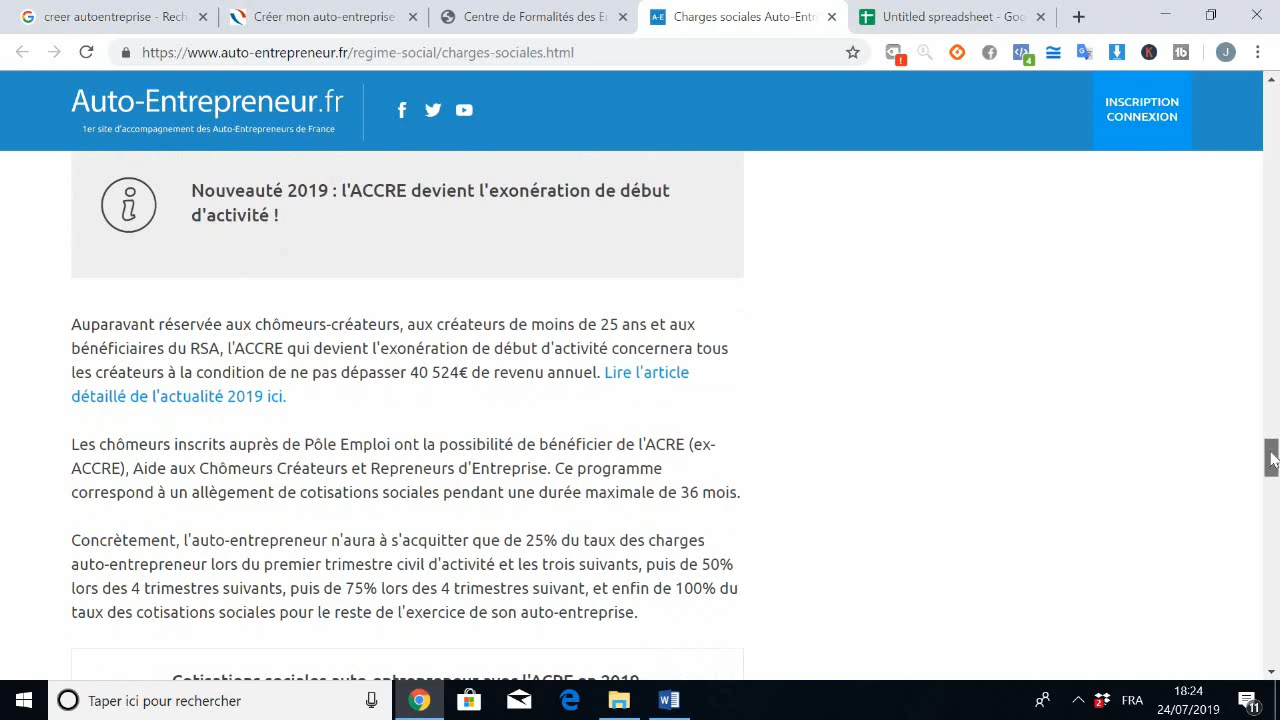 creer autoentreprise - Rech
Créer mon auto-entreprise
Centre de Formalités des E
Charges sociales Auto-Ent
Untitled spreadsheet - Goo
https://www.auto-entrepreneur.fr/regime-social/charges-sociales.html
Auto-Entrepreneur.fr
1er site d'accompagnement des Auto-Entrepreneurs de France
INSCRIPTION
CONNEXION
Nouveauté 2019 : l'ACCRE devient l'exonération de début
d'activité !
Auparavant réservée aux chômeurs-créateurs, aux créateurs de moins de 25 ans et aux
bénéficiaires du RSA, l'ACCRE qui devient l'exonération de début d'activité concernera tous
les créateurs à la condition de ne pas dépasser 40 524€ de revenu annuel. Lire l'article
détaillé de l'actualité 2019 ici.
Les chômeurs inscrits auprès de Pôle Emploi ont la possibilité de bénéficier de l'ACRE (ex-
ACCRE), Aide aux Chômeurs Créateurs et Repreneurs d'Entreprise. Ce programme
correspond à un allègement de cotisations sociales pendant une durée maximale de 36 mois.
Concrètement, l'auto-entrepreneur n'aura à s'acquitter que de 25% du taux des charges
auto-entrepreneur lors du premier trimestre civil d'activité et les trois suivants, puis de 50%
lors des 4 trimestres suivants, puis de 75% lors des 4 trimestres suivant, et enfin de 100% du
taux des cotisations sociales pour le reste de l'exercice de son auto-entreprise.
Cotisations sociales auto-entrepreneur avec l'ACRE en 2019
Taper ici pour rechercher
FRA
18:24
24/07/2019